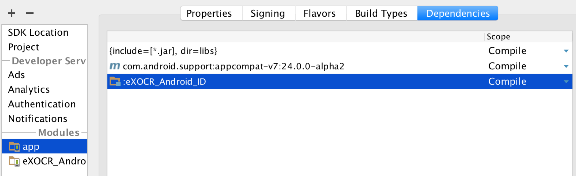 + −
Properties Signing Flavors Build Types Dependencies
SDK Location
Project
Developer Serv
Ads
Analytics
Authentication
Notifications
Modules
app
eXOCR_Andro
Scope
{include=[*.jar], dir=libs} Compile
m com.android.support:appcompat-v7:24.0.0-alpha2 Compile
:eXOCR_Android_ID Compile